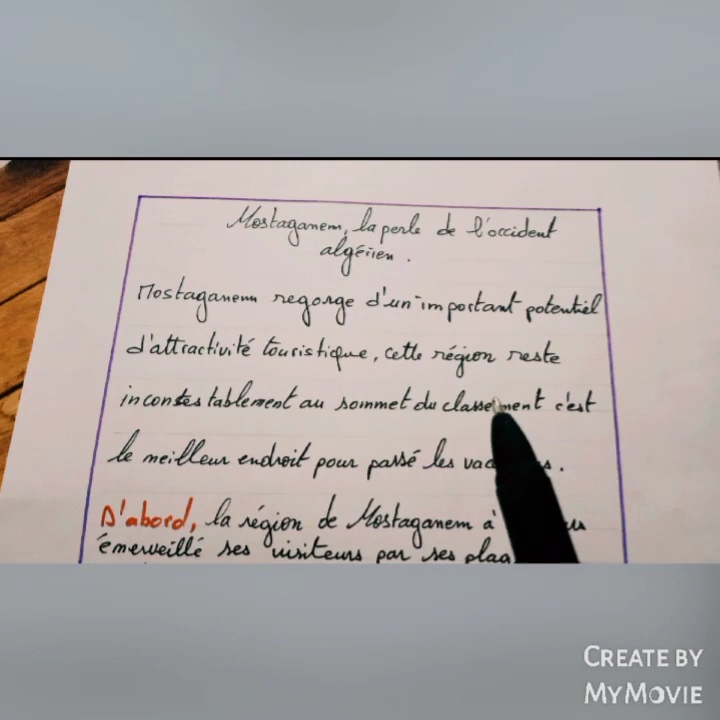 Mostaganem, la perle de l'occident
algérien.
Mostaganem regorge d'un important potentiel
d'attractivité touristique, cette région reste
incontestablement au sommet du classement c'est
le meilleur endroit pour passé les
D'abord, la région de Mostaganem à
émerveillé ses visiteurs par ses
CREATE BY
MYMOVIE